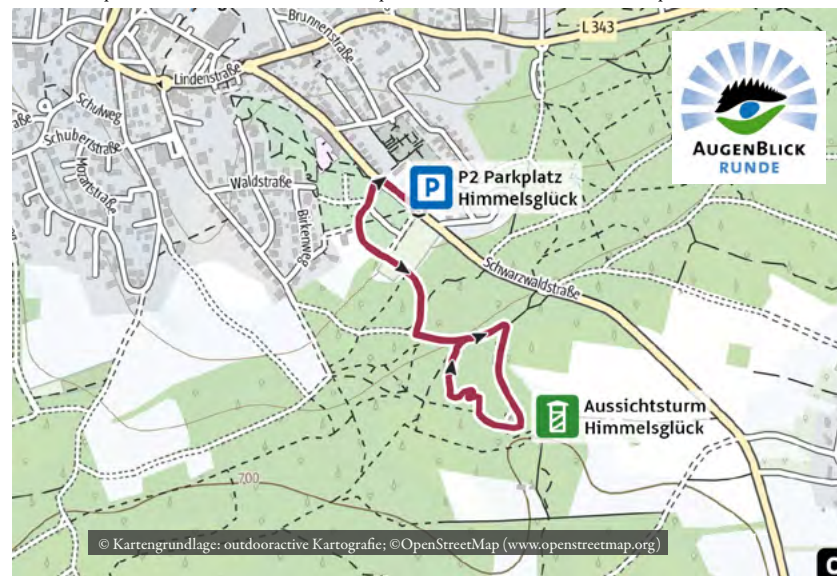 Brunnenstraße
L 343
Lindenstraße
Schulweg
Schubertstraße
Mozartstraße
Waldstraße
Birkenweg
P
P2 Parkplatz
Himmelsglück
AUGENBLICK
RUNDE
Schwarzwaldstraße
Aussichtsturm
Himmelsglück
700
© Kartengrundlage: outdooractive Kartografie; ©OpenStreetMap (www.openstreetmap.org)